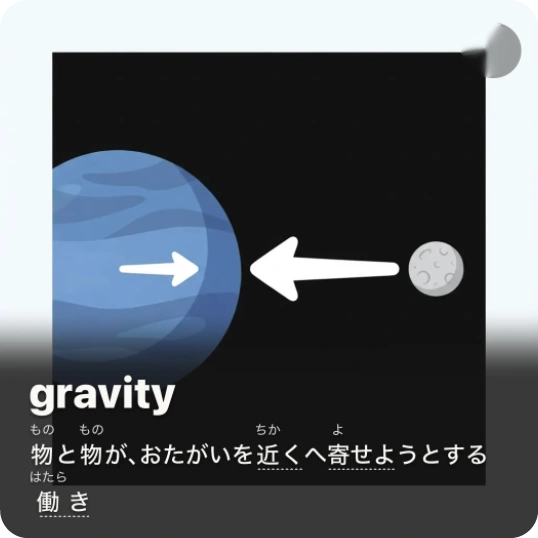 gravity
もの もの ちか よ
物と物が、おたがいを近くへ寄せようとする
はたら
働き